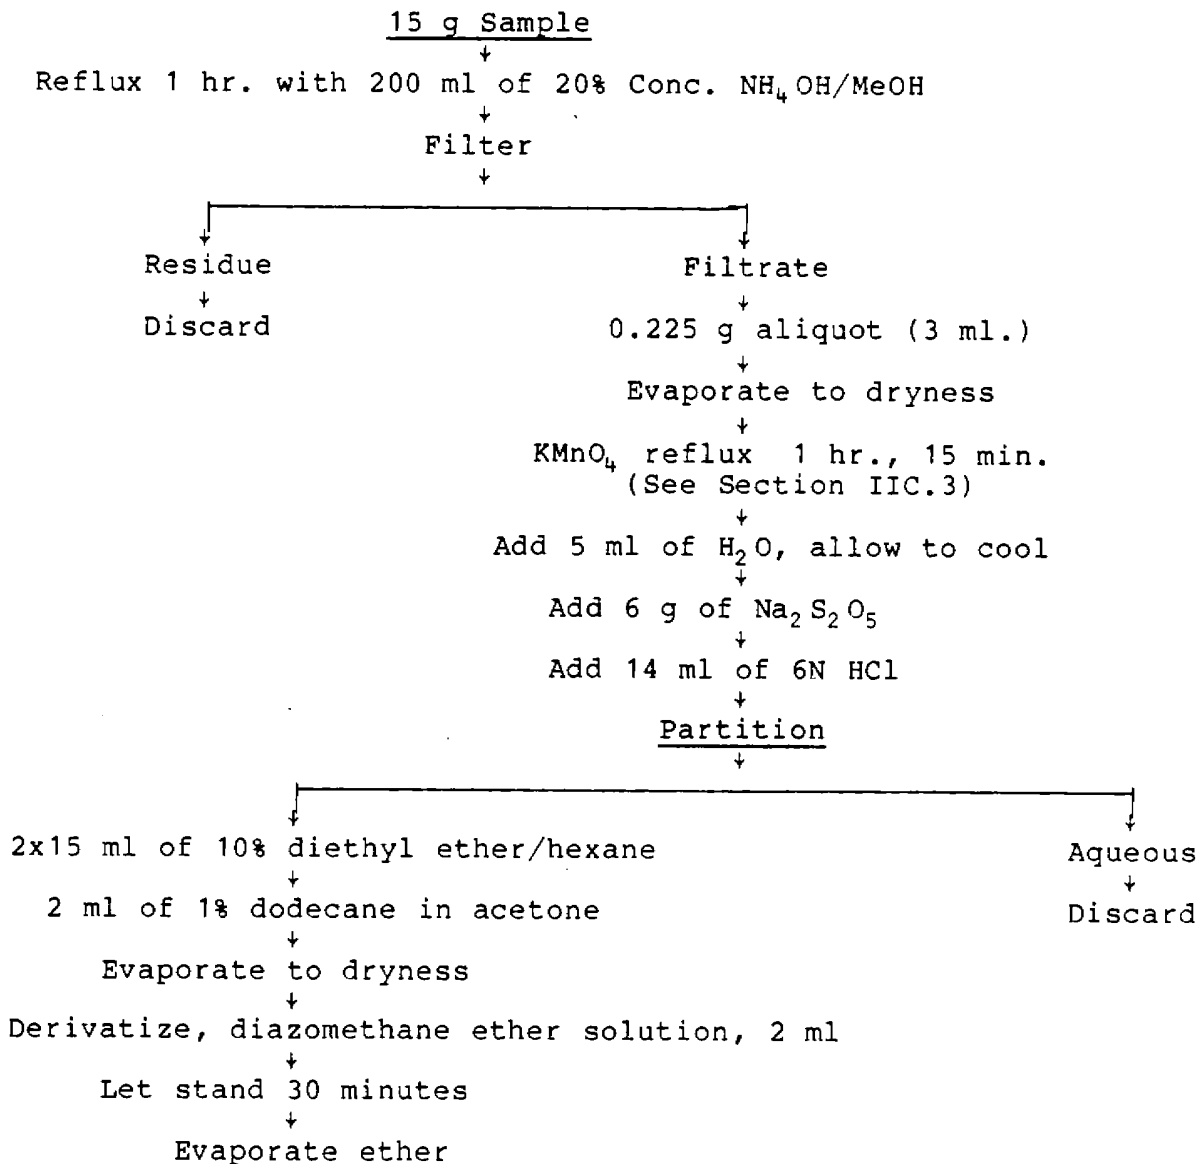 15 g Sample
Reflux 1 hr. with 200 ml of 20% Conc. NH₄OH/MeOH
Filter
Residue
Filtrate
Discard
0.225 g aliquot (3 ml.)
Evaporate to dryness
KMnO₄ reflux 1 hr., 15 min.
(See Section IIC.3)
Add 5 ml of H₂O, allow to cool
Add 6 g of Na₂S₂O₅
Add 14 ml of 6N HCl
Partition
2x15 ml of 10% diethyl ether/hexane
Aqueous
2 ml of 1% dodecane in acetone
Discard
Evaporate to dryness
Derivatize, diazomethane ether solution, 2 ml
Let stand 30 minutes
Evaporate ether